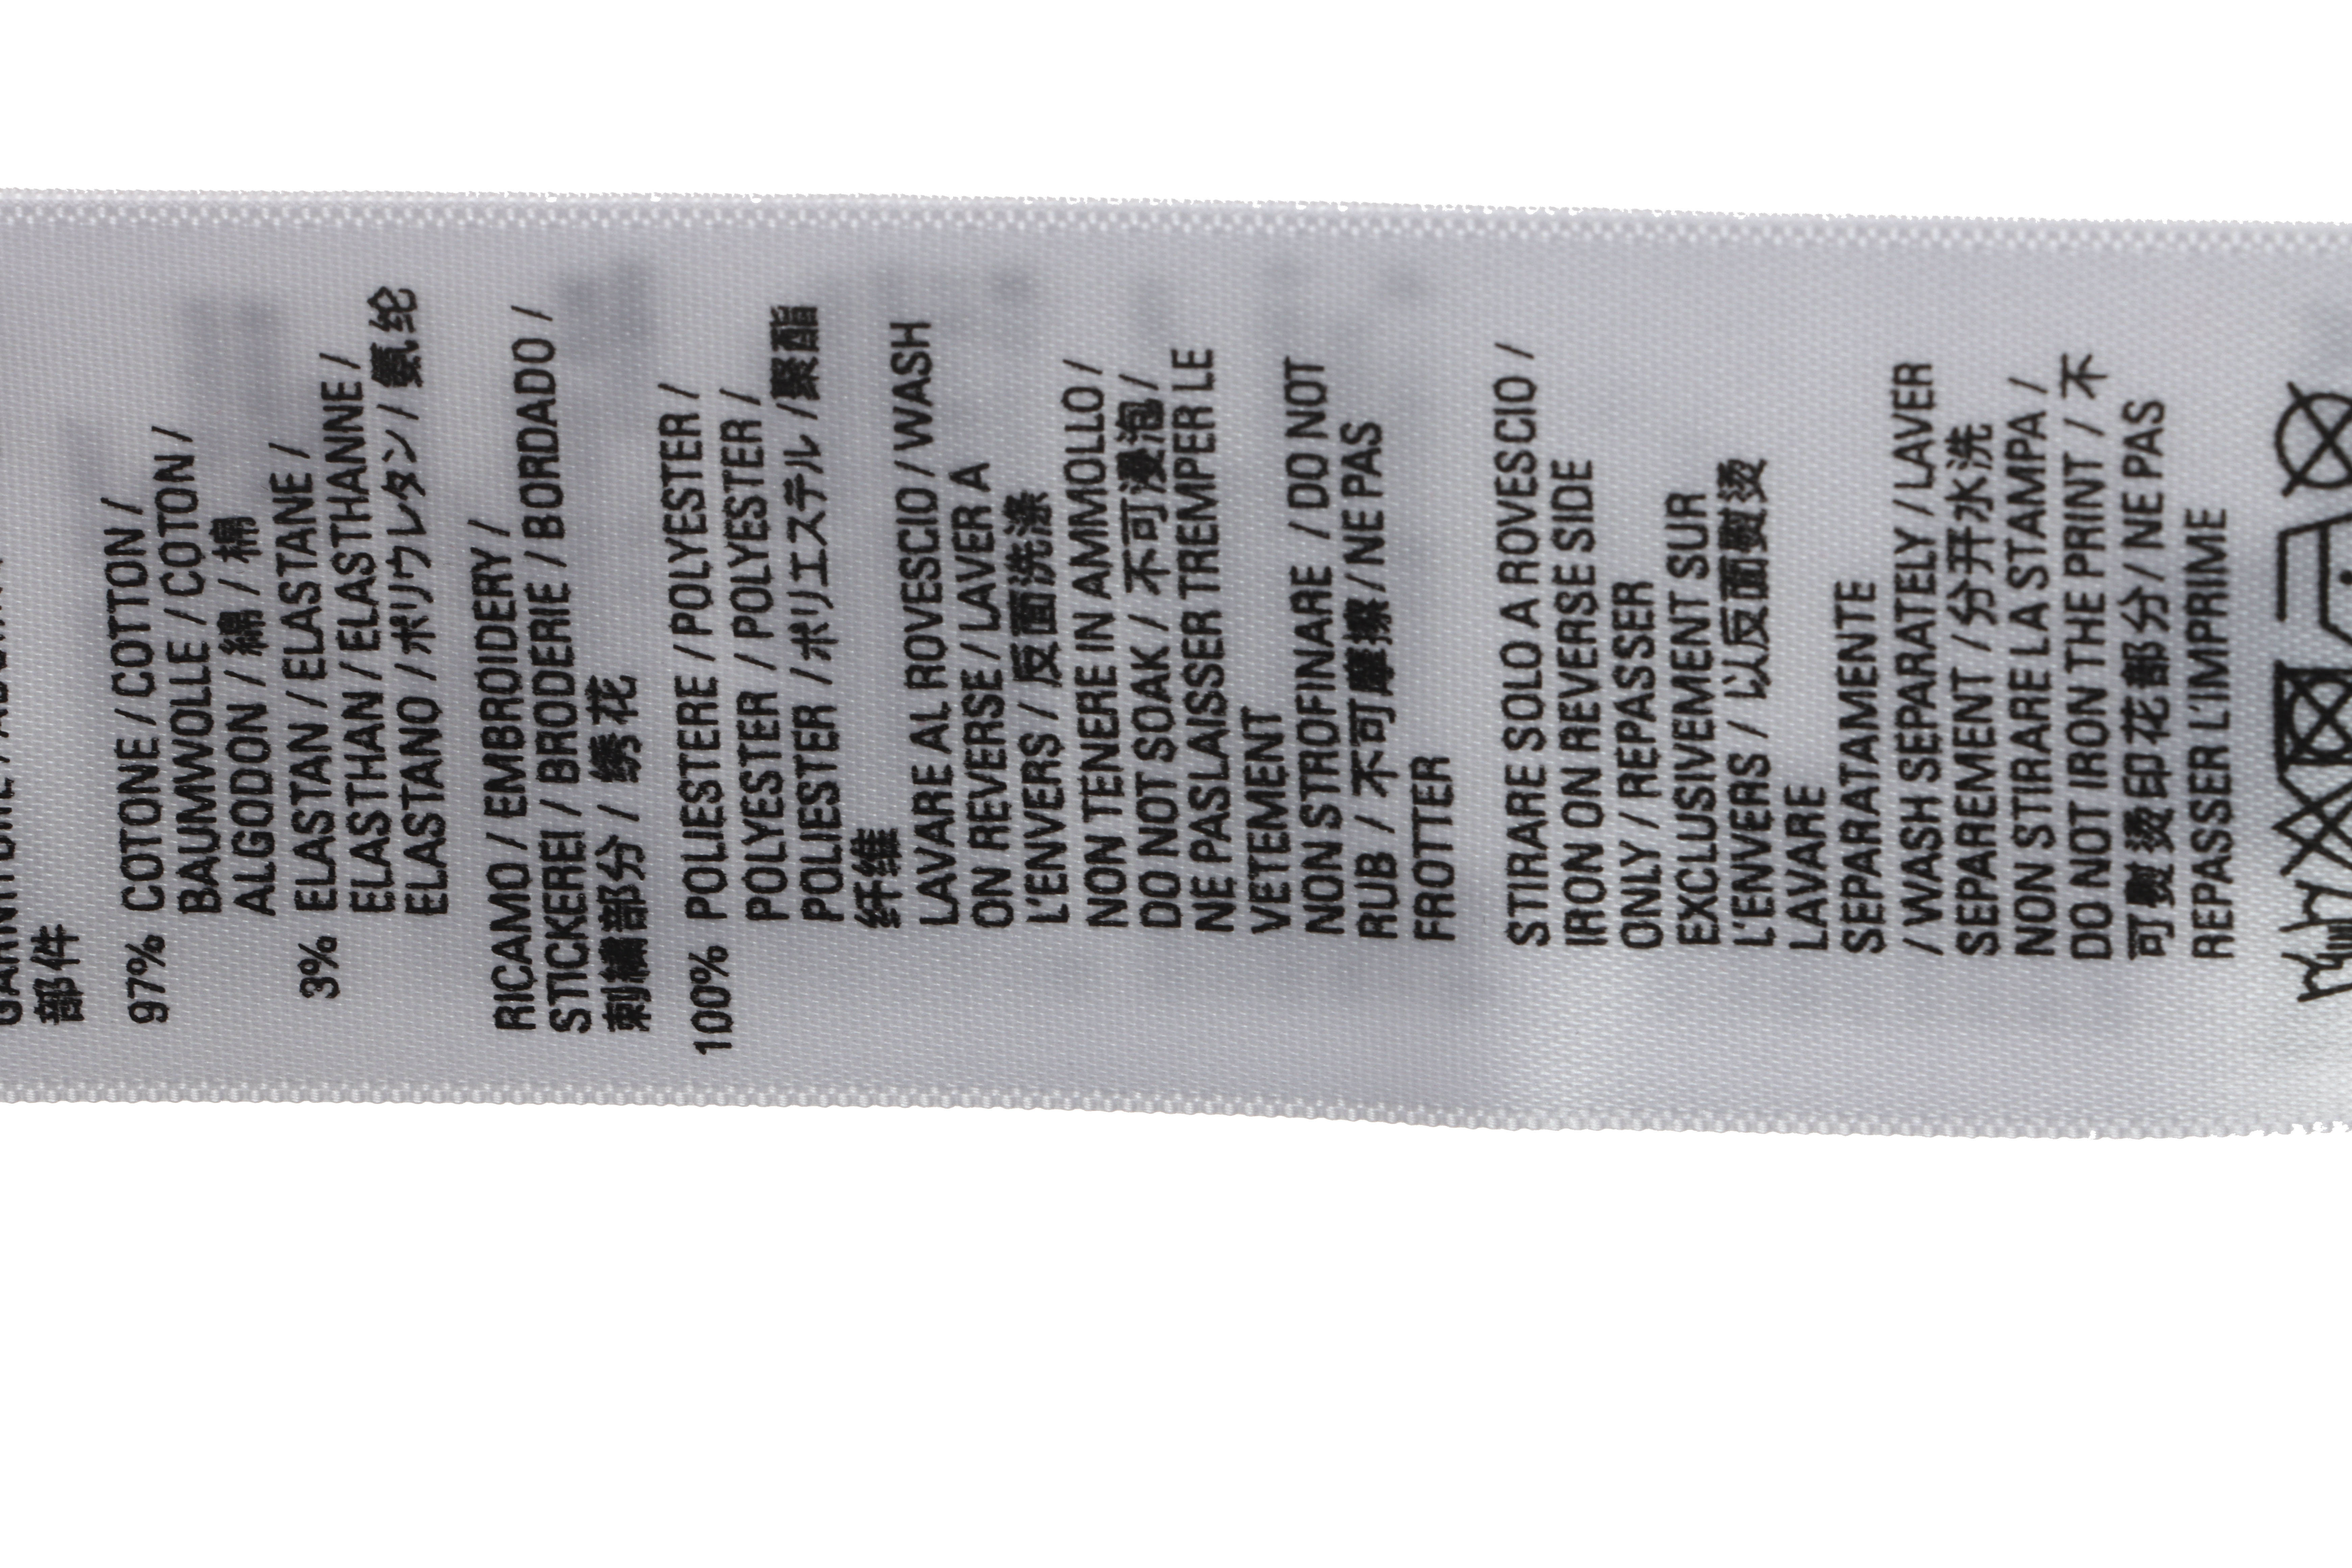 部件
97% COTONE / COTTON /
BAUMWOLLE / COTON /
ALGODON / 綿 / 棉
3% ELASTAN / ELASTANE /
ELASTHAN / ELASTHANNE /
ELASTANO / ポリウレタン / 氨纶
RICAMO / EMBROIDERY /
STICKEREI / BRODERIE / BORDADO /
刺繍部分 / 绣花
100% POLIESTERE / POLYESTER /
POLYESTER / POLYESTER /
POLIESTER / ポリエステル / 聚酯
纤维
LAVARE AL ROVESCIO / WASH
ON REVERSE / LAVER A
L'ENVERS / 反面洗涤
NON TENERE IN AMMOLLO /
DO NOT SOAK / 不可浸泡 /
NE PASLAISSER TREMPER LE
VETEMENT
NON STROFINARE / DO NOT
RUB / 不可摩擦 / NE PAS
FROTTER
STIRARE SOLO A ROVESCIO /
IRON ON REVERSE SIDE
ONLY / REPASSER
EXCLUSIVEMENT SUR
L'ENVERS / 以反面熨烫
LAVARE
SEPARATAMENTE
/ WASH SEPARATELY / LAVER
SEPAREMENT / 分开水洗
NON STIRARE LA STAMPA /
DO NOT IRON THE PRINT / 不
可熨烫印花部分 / NE PAS
REPASSER L'IMPRIME